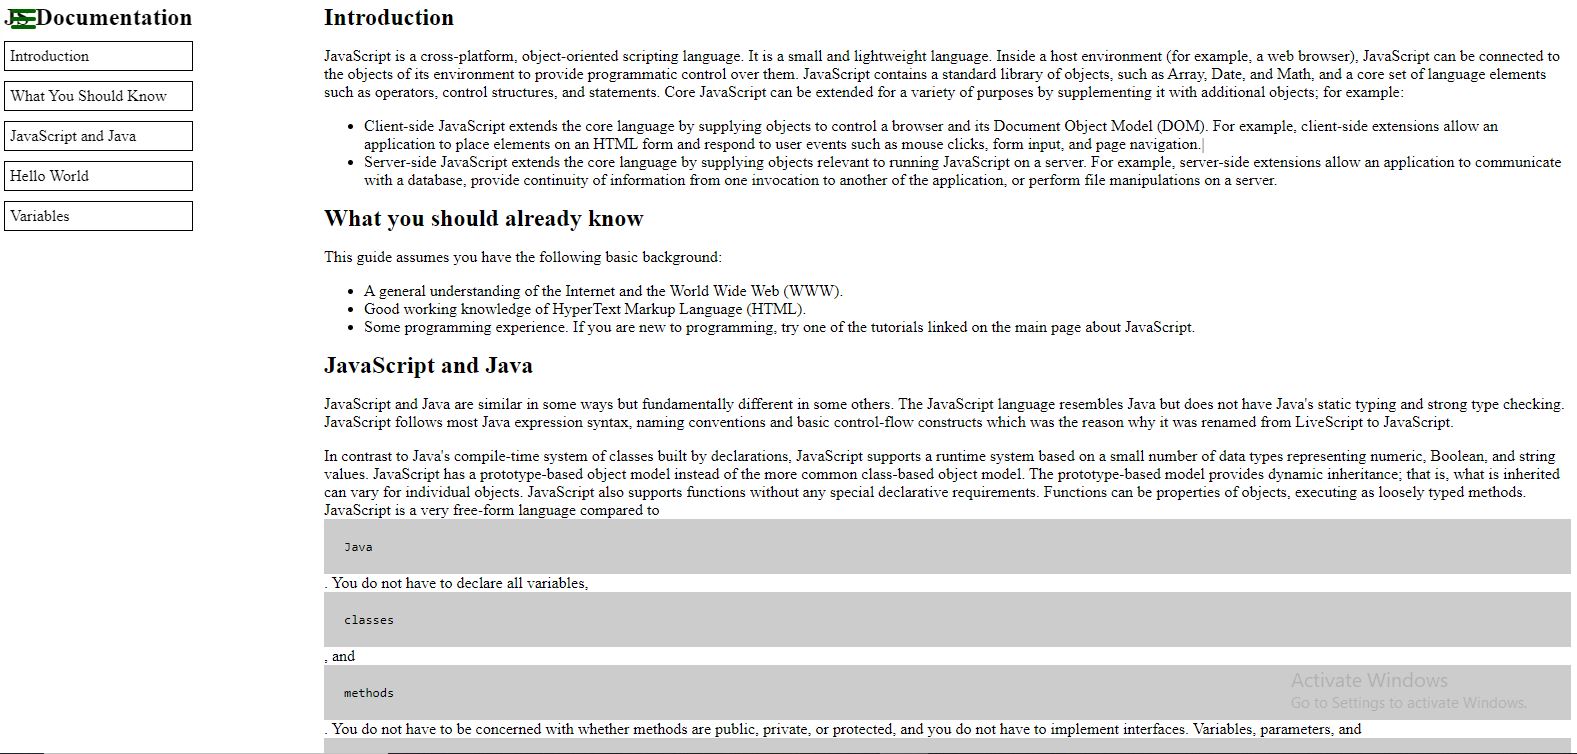 JS Documentation
Introduction
What You Should Know
JavaScript and Java
Hello World
Variables
Introduction
JavaScript is a cross-platform, object-oriented scripting language. It is a small and lightweight language. Inside a host environment (for example, a web browser), JavaScript can be connected to
the objects of its environment to provide programmatic control over them. JavaScript contains a standard library of objects, such as Array, Date, and Math, and a core set of language elements
such as operators, control structures, and statements. Core JavaScript can be extended for a variety of purposes by supplementing it with additional objects; for example:
• Client-side JavaScript extends the core language by supplying objects to control a browser and its Document Object Model (DOM). For example, client-side extensions allow an
application to place elements on an HTML form and respond to user events such as mouse clicks, form input, and page navigation.
• Server-side JavaScript extends the core language by supplying objects relevant to running JavaScript on a server. For example, server-side extensions allow an application to communicate
with a database, provide continuity of information from one invocation to another of the application, or perform file manipulations on a server.
What you should already know
This guide assumes you have the following basic background:
• A general understanding of the Internet and the World Wide Web (WWW).
• Good working knowledge of HyperText Markup Language (HTML).
• Some programming experience. If you are new to programming, try one of the tutorials linked on the main page about JavaScript.
JavaScript and Java
JavaScript and Java are similar in some ways but fundamentally different in some others. The JavaScript language resembles Java but does not have Java's static typing and strong type checking.
JavaScript follows most Java expression syntax, naming conventions and basic control-flow constructs which was the reason why it was renamed from LiveScript to JavaScript.
In contrast to Java's compile-time system of classes built by declarations, JavaScript supports a runtime system based on a small number of data types representing numeric, Boolean, and string
values. JavaScript has a prototype-based object model instead of the more common class-based object model. The prototype-based model provides dynamic inheritance; that is, what is inherited
can vary for individual objects. JavaScript also supports functions without any special declarative requirements. Functions can be properties of objects, executing as loosely typed methods.
JavaScript is a very free-form language compared to
Java
. You do not have to declare all variables,
classes
, and
methods
. You do not have to be concerned with whether methods are public, private, or protected, and you do not have to implement interfaces. Variables, parameters, and
Activate Windows
Go to Settings to activate Windows.